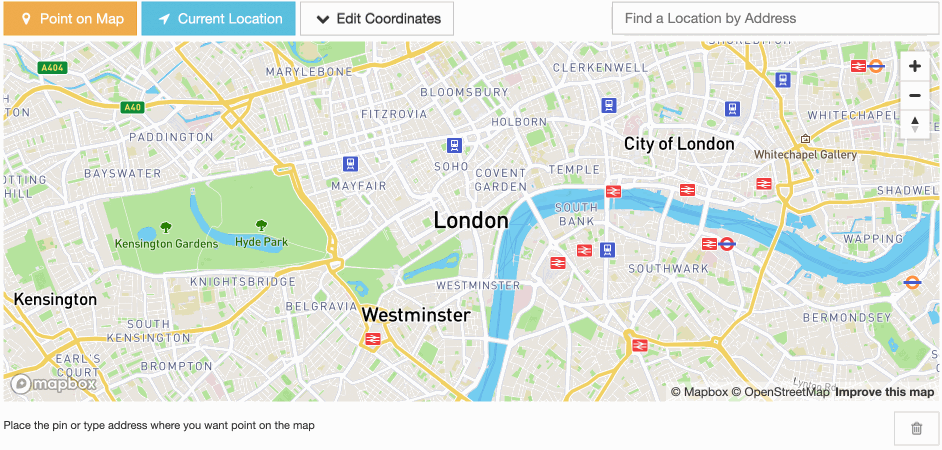 Point on Map
Current Location
Edit Coordinates
Find a Location by Address
SHOREDITCH
A404
MARYLEBONE
CLERKENWELL
BLOOMSBURY
A40
FITZROVIA
HOLBORN
WHITECHAPEL
PADDINGTON
City of London
Whitechapel Gallery
SOHO
BAYSWATER
COVENT
GARDEN
TEMPLE
OTTING
HILL
MAYFAIR
SHADWEL
London
SOUTH
BANK
Kensington Gardens
Hyde Park
WAPPING
SOUTHWARK
KNIGHTSBRIDGE
WESTMINSTER
Kensington
BELGRAVIA
Westminster
BERMONDSEY
SOUTH
KENSINGTON
EARL'S
COURT
BROMPTON
mapbox
Lynton Rd
© Mapbox © OpenStreetMap Improve this map
Place the pin or type address where you want point on the map